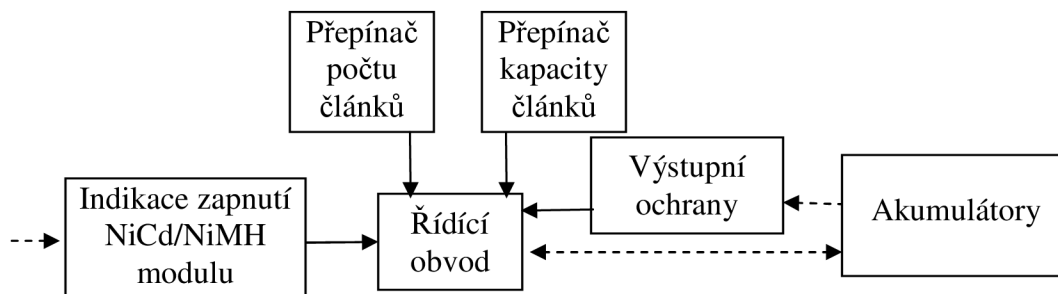 Přepínač
počtu
článků
Přepínač
kapacity
článků
Indikace zapnutí
NiCd/NiMH
modulu
Řídící
obvod
Výstupní
ochrany
Akumulátory